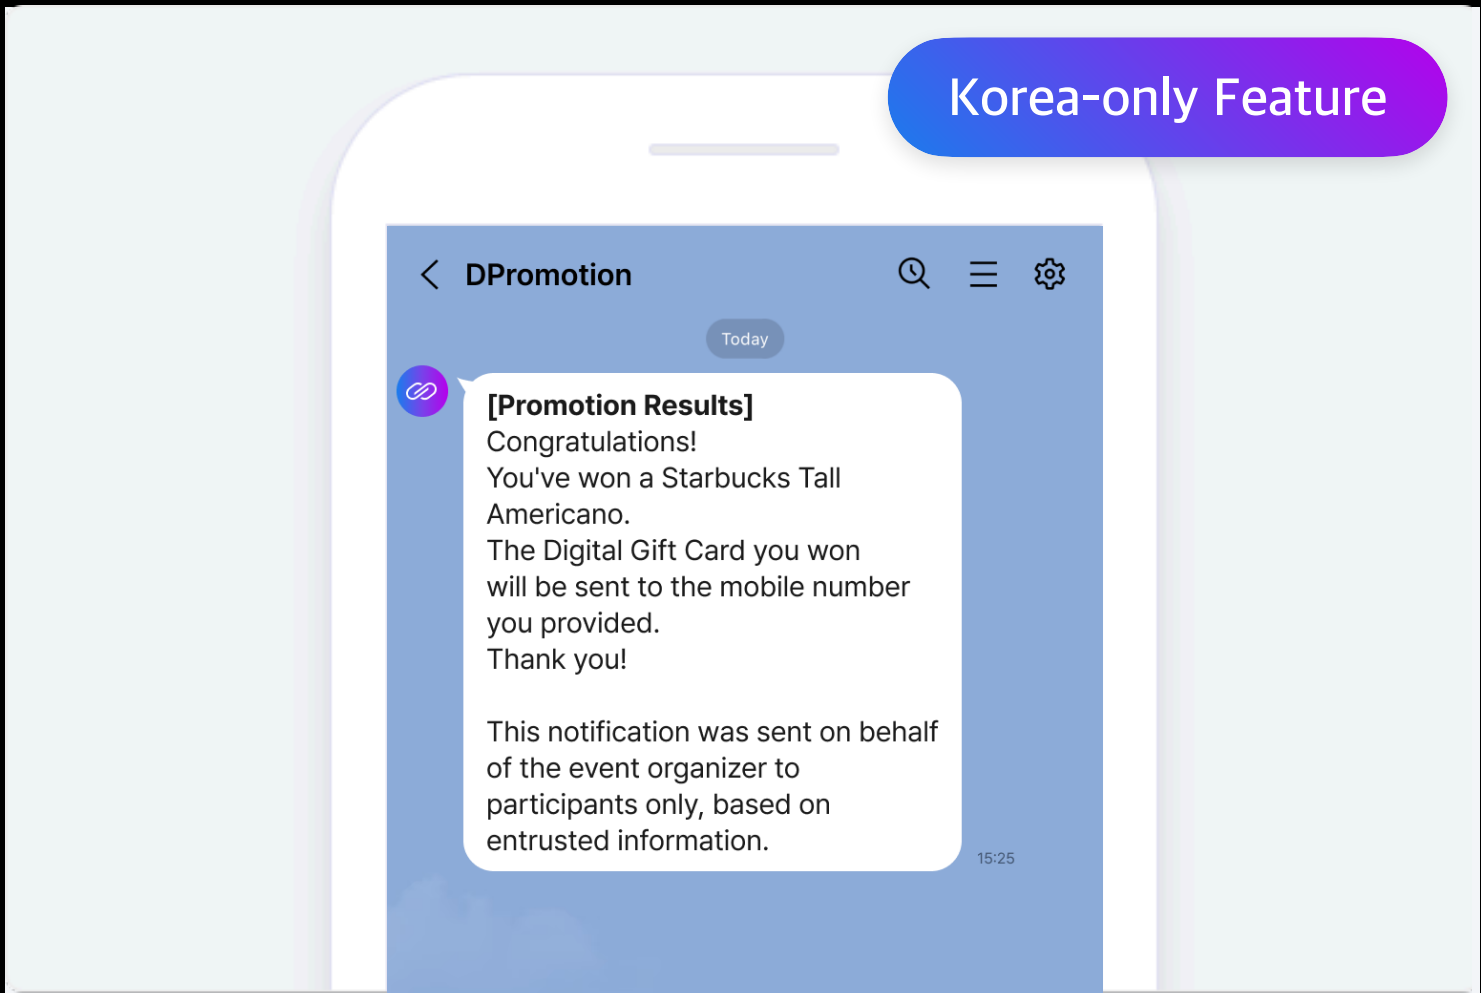 Korea-only Feature
DPromotion
Today
[Promotion Results]
Congratulations!
You've won a Starbucks Tall
Americano.
The Digital Gift Card you won
will be sent to the mobile number
you provided.
Thank you!
This notification was sent on behalf
of the event organizer to
participants only, based on
entrusted information.
15:25